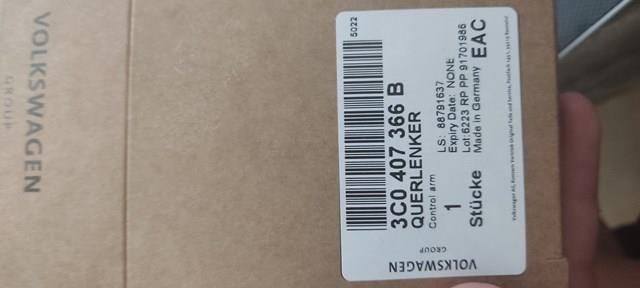 VOLKSWAGEN
GROUP
5022
3C0 407 366 B
QUERLENKER
Control arm
1
Stücke
LS: 88791637
Expiry Date: NONE
Lot:6223 RP PP 91701986
Made in Germany EAC
VOLKSWAGEN
GROUP